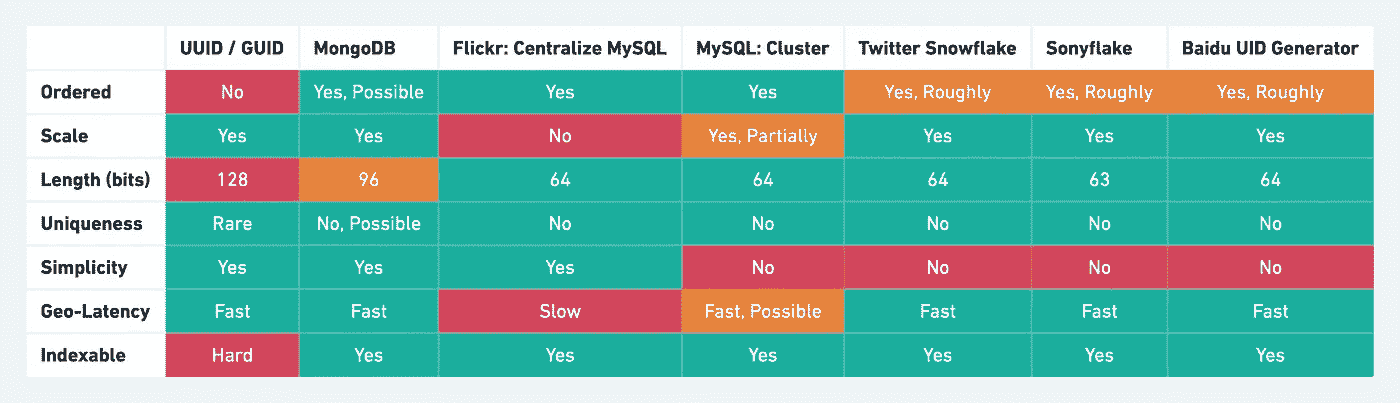 UUID / GUID MongoDB Flickr: Centralize MySQL MySQL: Cluster Twitter Snowflake Sonyflake Baidu UID Generator
Ordered No Yes, Possible Yes Yes Yes, Roughly Yes, Roughly Yes, Roughly
Scale Yes Yes No Yes, Partially Yes Yes Yes
Length (bits) 128 96 64 64 64 63 64
Uniqueness Rare No, Possible No No No No No
Simplicity Yes Yes Yes No No No No
Geo-Latency Fast Fast Slow Fast, Possible Fast Fast Fast
Indexable Hard Yes Yes Yes Yes Yes Yes